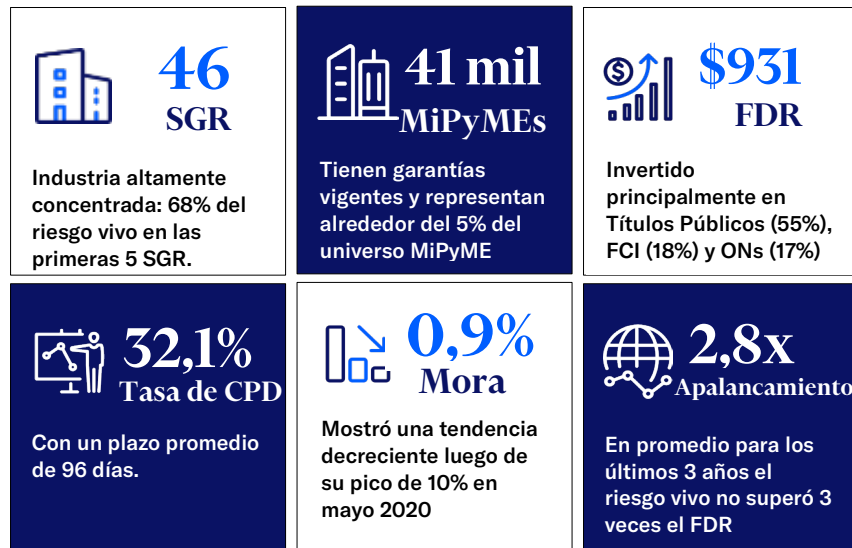 46
SGR
Industria altamente
concentrada: 68% del
riesgo vivo en las
primeras 5 SGR.
41 mil
MiPyMEs
Tienen garantías
vigentes y representan
alrededor del 5% del
universo MiPyME
$931
FDR
Invertido
principalmente en
Títulos Públicos (55%),
FCI (18%) y ONs (17%)
32,1%
Tasa de CPD
Con un plazo promedio
de 96 días.
0,9%
Mora
Mostró una tendencia
decreciente luego de
su pico de 10% en
mayo 2020
2,8x
Apalancamiento
En promedio para los
últimos 3 años el
riesgo vivo no superó 3
veces el FDR